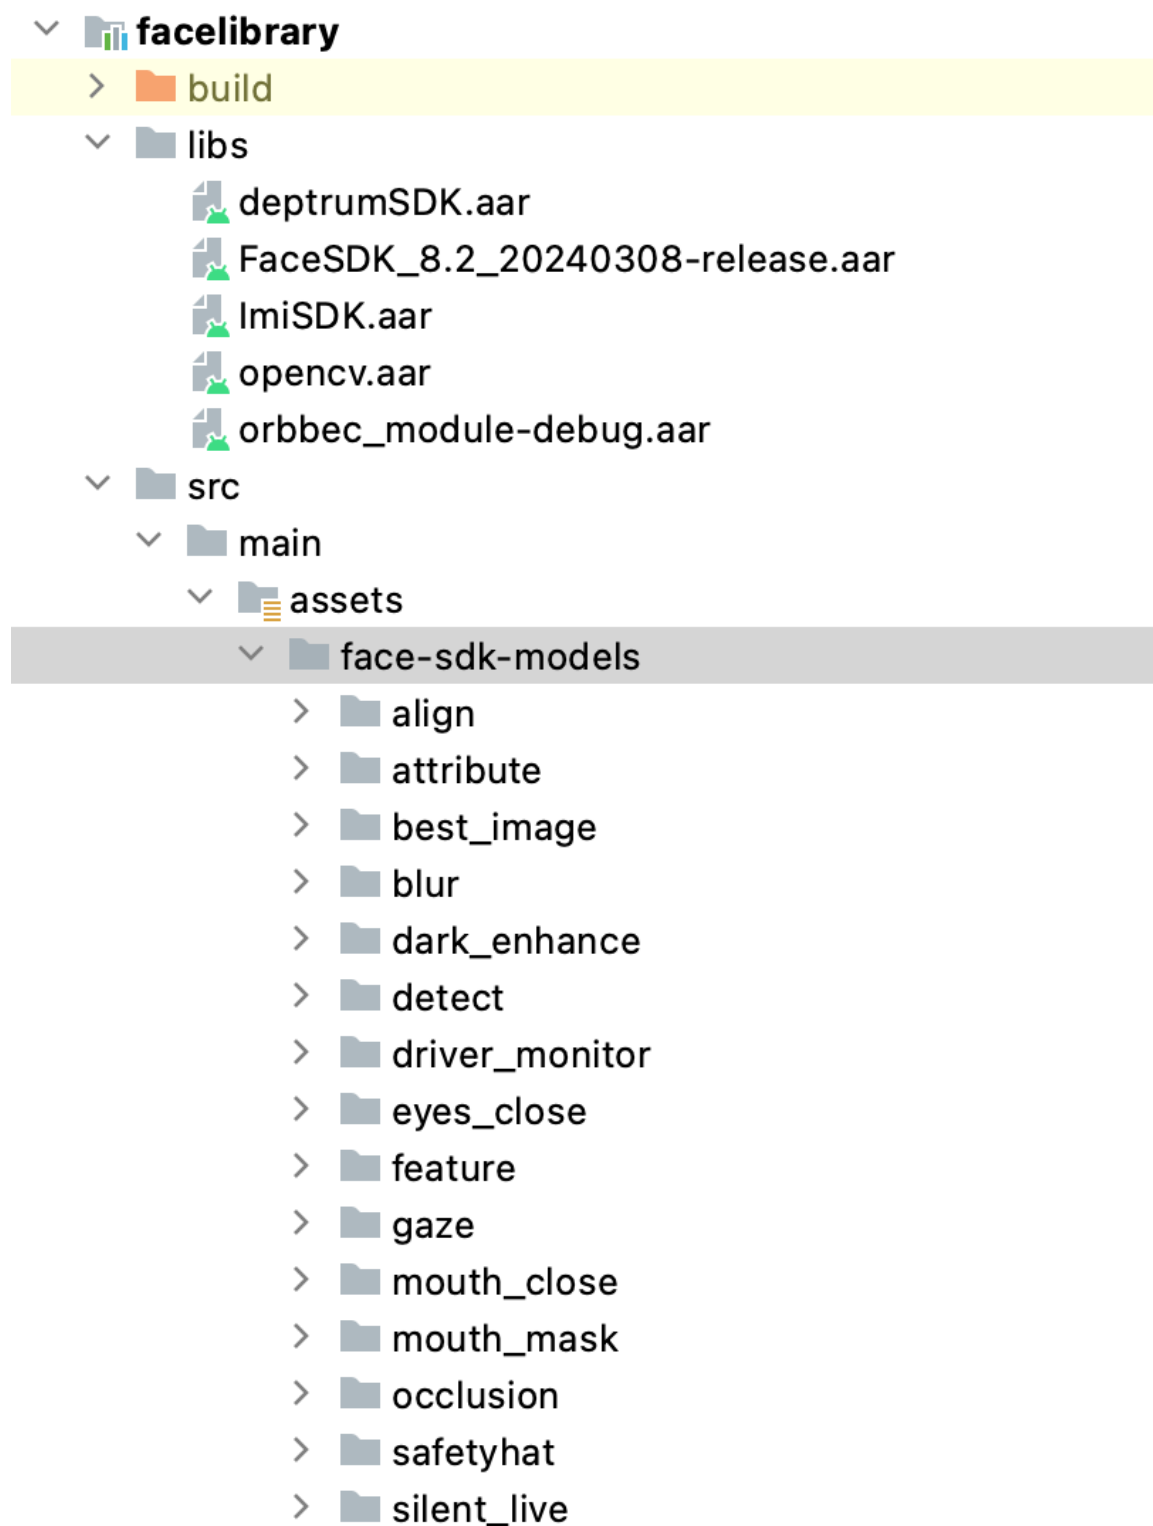 facelibrary
build
libs
deptrumSDK.aar
FaceSDK_8.2_20240308-release.aar
ImiSDK.aar
opencv.aar
orbbec_module-debug.aar
src
main
assets
face-sdk-models
align
attribute
best_image
blur
dark_enhance
detect
driver_monitor
eyes_close
feature
gaze
mouth_close
mouth_mask
occlusion
safetyhat
silent_live